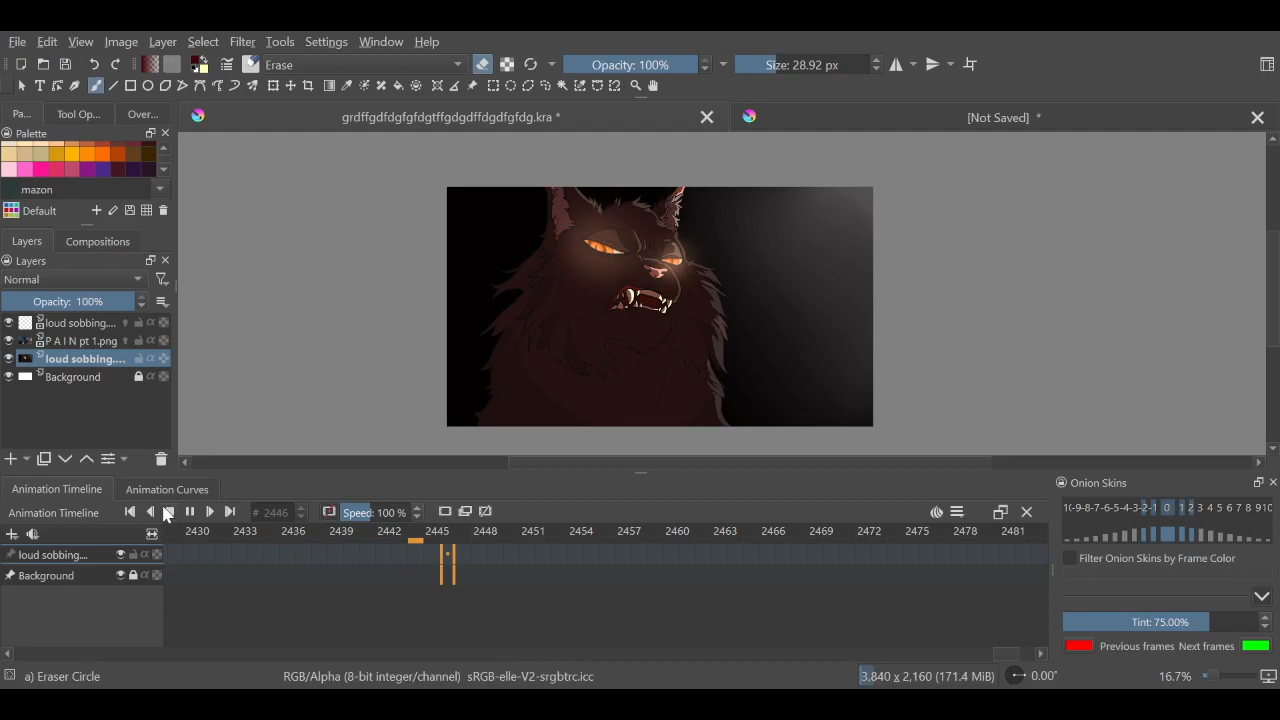 File Edit View Image Layer Select Filter Tools Settings Window Help
Erase Opacity: 100% Size: 28.92 px
Pa... Tool Op... Over... grdffgdfdgfgfdgtffgdgdffdgdfgfdg.kra * [Not Saved] *
Palette
mazon
Default
Layers Compositions
Layers
Normal
Opacity: 100%
loud sobbing....
P A I N pt 1.png
loud sobbing....
Background
Animation Timeline Animation Curves Onion Skins
Animation Timeline # 2446 Speed: 100 %
2430 2433 2436 2439 2442 2445 2448 2451 2454 2457 2460 2463 2466 2469 2472 2475 2478 2481
loud sobbing.... Filter Onion Skins by Frame Color
Background
Tint: 75.00%
Previous frames Next frames
a) Eraser Circle RGB/Alpha (8-bit integer/channel) sRGB-elle-V2-srgbtrc.icc 3,840 x 2,160 (171.4 MiB) 0.00° 16.7%